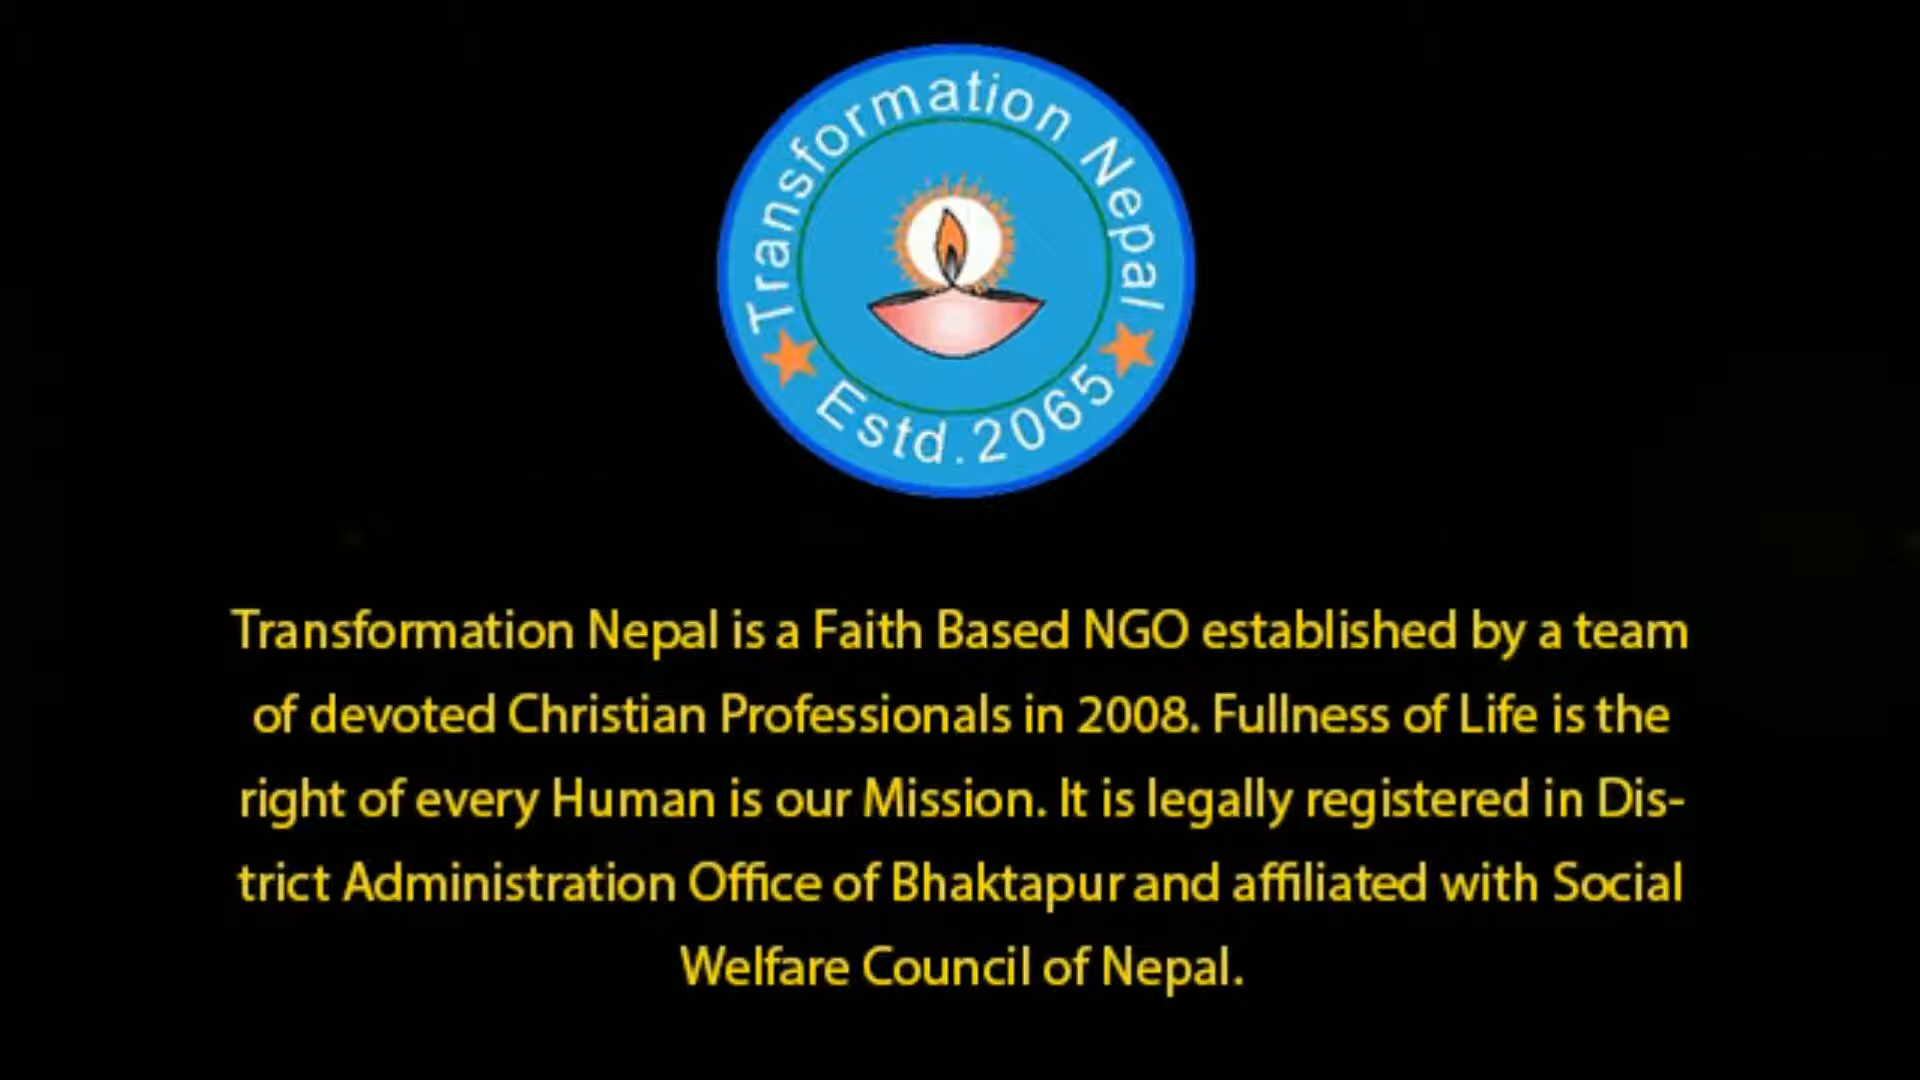 Transformation Nepal
Estd. 2065
Transformation Nepal is a Faith Based NGO established by a team
of devoted Christian Professionals in 2008. Fullness of Life is the
right of every Human is our Mission. It is legally registered in Dis-
trict Administration Office of Bhaktapur and affiliated with Social
Welfare Council of Nepal.